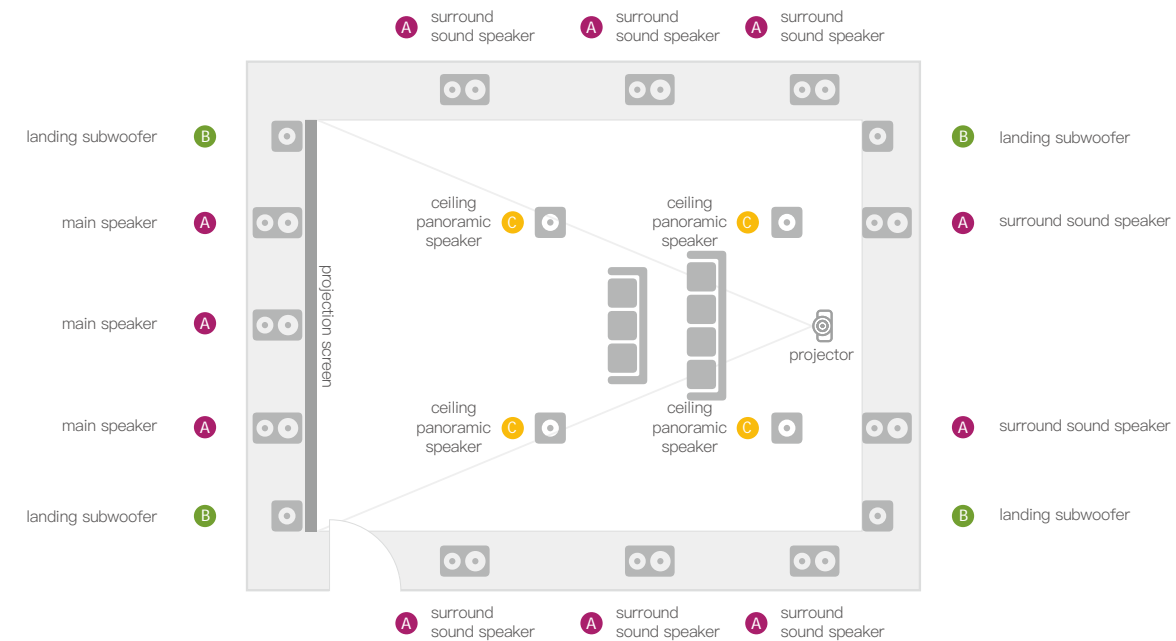 A surround
sound speaker
A surround
sound speaker
A surround
sound speaker
landing subwoofer B
B landing subwoofer
main speaker A
ceiling
panoramic
speaker
C
ceiling
panoramic
speaker
C
A surround sound speaker
projection screen
main speaker A
projector
main speaker A
ceiling
panoramic
speaker
C
ceiling
panoramic
speaker
C
A surround sound speaker
landing subwoofer B
B landing subwoofer
A surround
sound speaker
A surround
sound speaker
A surround
sound speaker